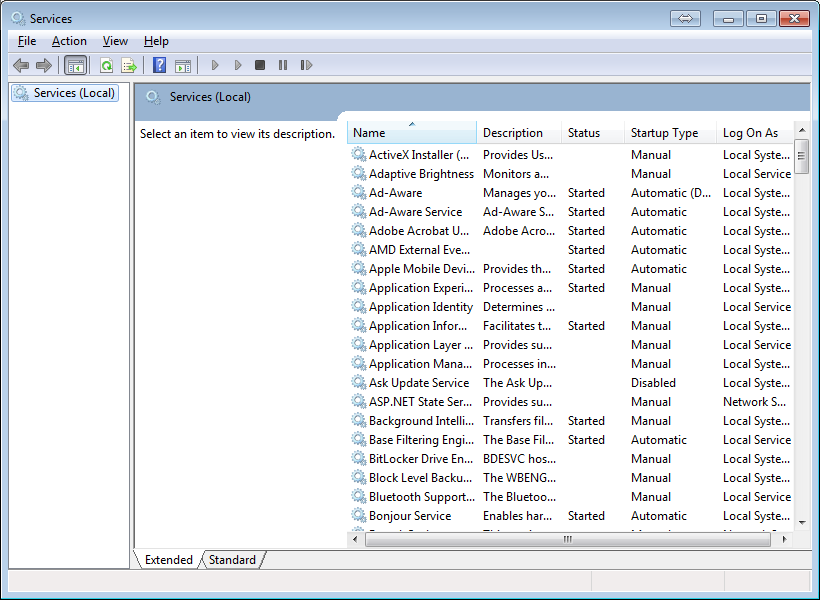 Services
File Action View Help
Services (Local)
Services (Local)
Select an item to view its description.
Name Description Status Startup Type Log On As
ActiveX Installer (... Provides Us... Manual Local Syste...
Adaptive Brightness Monitors a... Manual Local Service
Ad-Aware Manages yo... Started Automatic (D... Local Syste...
Ad-Aware Service Ad-Aware S... Started Automatic Local Syste...
Adobe Acrobat U... Adobe Acro... Started Automatic Local Syste...
AMD External Eve... Started Automatic Local Syste...
Apple Mobile Devi... Provides th... Started Automatic Local Syste...
Application Experi... Processes a... Started Manual Local Syste...
Application Identity Determines ... Manual Local Service
Application Infor... Facilitates t... Started Manual Local Syste...
Application Layer ... Provides su... Manual Local Service
Application Mana... Processes in... Manual Local Syste...
Ask Update Service The Ask Up... Disabled Local Syste...
ASP.NET State Ser... Provides su... Manual Network S...
Background Intelli... Transfers fil... Started Manual Local Syste...
Base Filtering Engi... The Base Fil... Started Automatic Local Service
BitLocker Drive En... BDESVC hos... Manual Local Syste...
Block Level Backu... The WBENG... Manual Local Syste...
Bluetooth Support... The Bluetoo... Manual Local Service
Bonjour Service Enables har... Started Automatic Local Syste...
Extended Standard